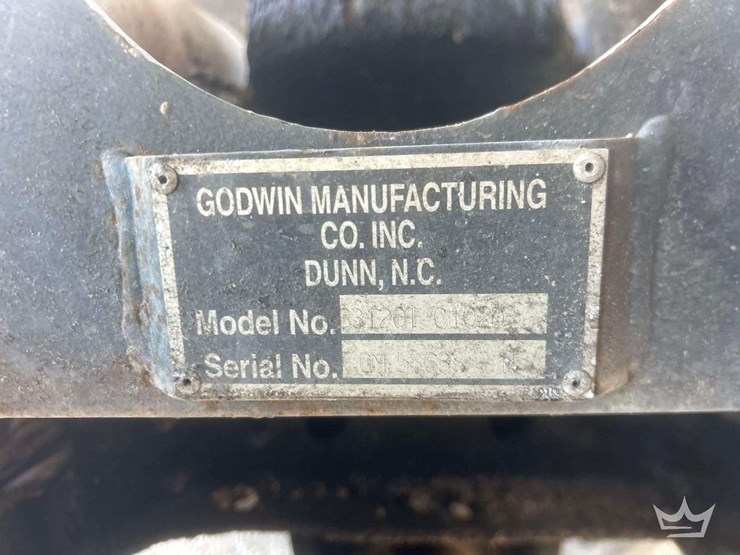 GODWIN MANUFACTURING
CO. INC.
DUNN, N.C.
Model No.
Serial No.